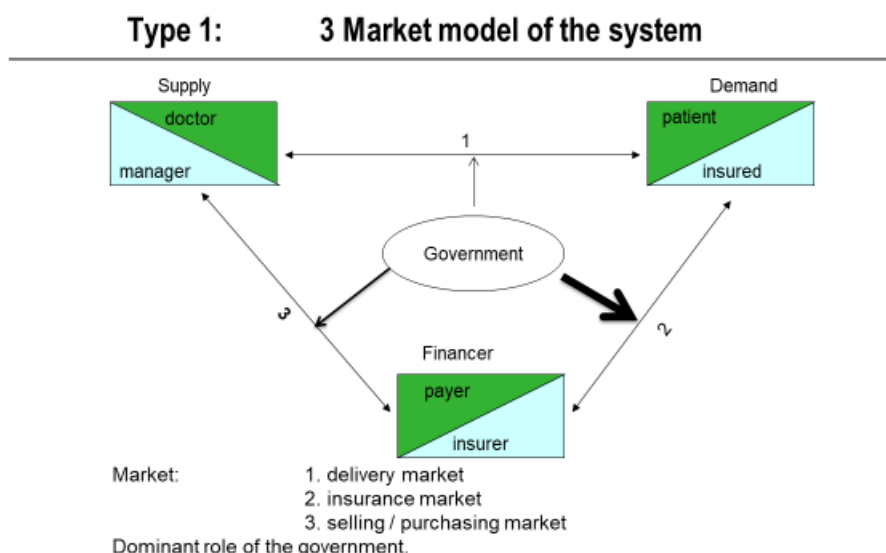 Type 1: 3 Market model of the system
Supply
Demand
doctor
manager
patient
insured
1
Government
3
2
Financer
payer
insurer
Market: 1. delivery market
2. insurance market
3. selling / purchasing market
Dominant role of the government.